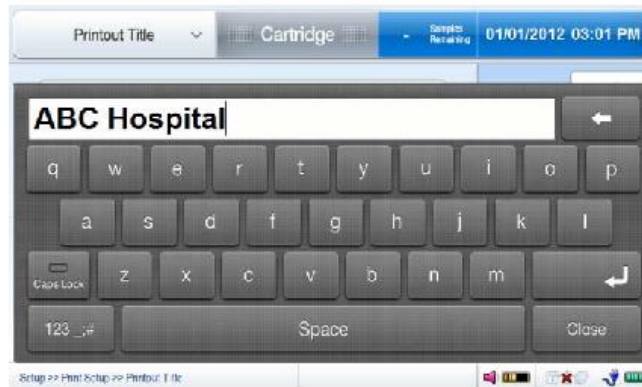 Printout Title Cartridge - Samples Remaining 01/01/2012 03:01 PM
ABC Hospital
q w e r t y u i o p
a s d f g h j k l
Caps Lock z x c v b n m
123 _;# Space Close
Setup >> Print Setup >> Printout Title